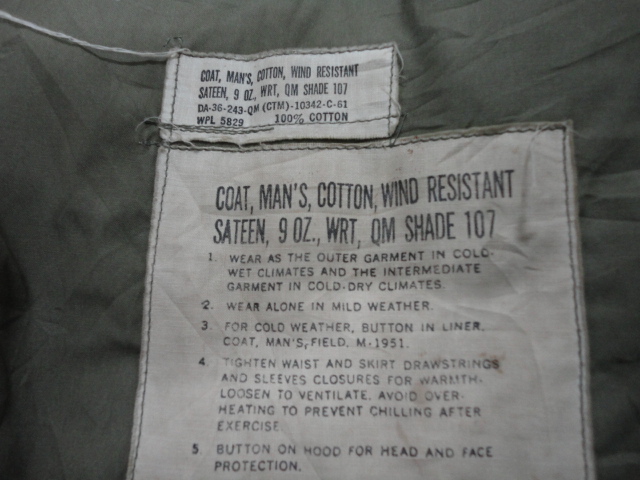 COAT, MAN'S, COTTON, WIND RESISTANT
SATEEN, 9 OZ., WRT, QM SHADE 107
DA-36-243-QM (CTM)-10342-C-61
WPL 5829 100% COTTON
COAT, MAN'S, COTTON, WIND RESISTANT
SATEEN, 9 OZ., WRT, QM SHADE 107
1. WEAR AS THE OUTER GARMENT IN COLD-
WET CLIMATES AND THE INTERMEDIATE
GARMENT IN COLD-DRY CLIMATES.
2. WEAR ALONE IN MILD WEATHER.
3. FOR COLD WEATHER, BUTTON IN LINER,
COAT, MAN'S, FIELD, M-1951.
4. TIGHTEN WAIST AND SKIRT DRAWSTRINGS
AND SLEEVES CLOSURES FOR WARMTH-
LOOSEN TO VENTILATE. AVOID OVER-
HEATING TO PREVENT CHILLING AFTER
EXERCISE.
5. BUTTON ON HOOD FOR HEAD AND FACE
PROTECTION.